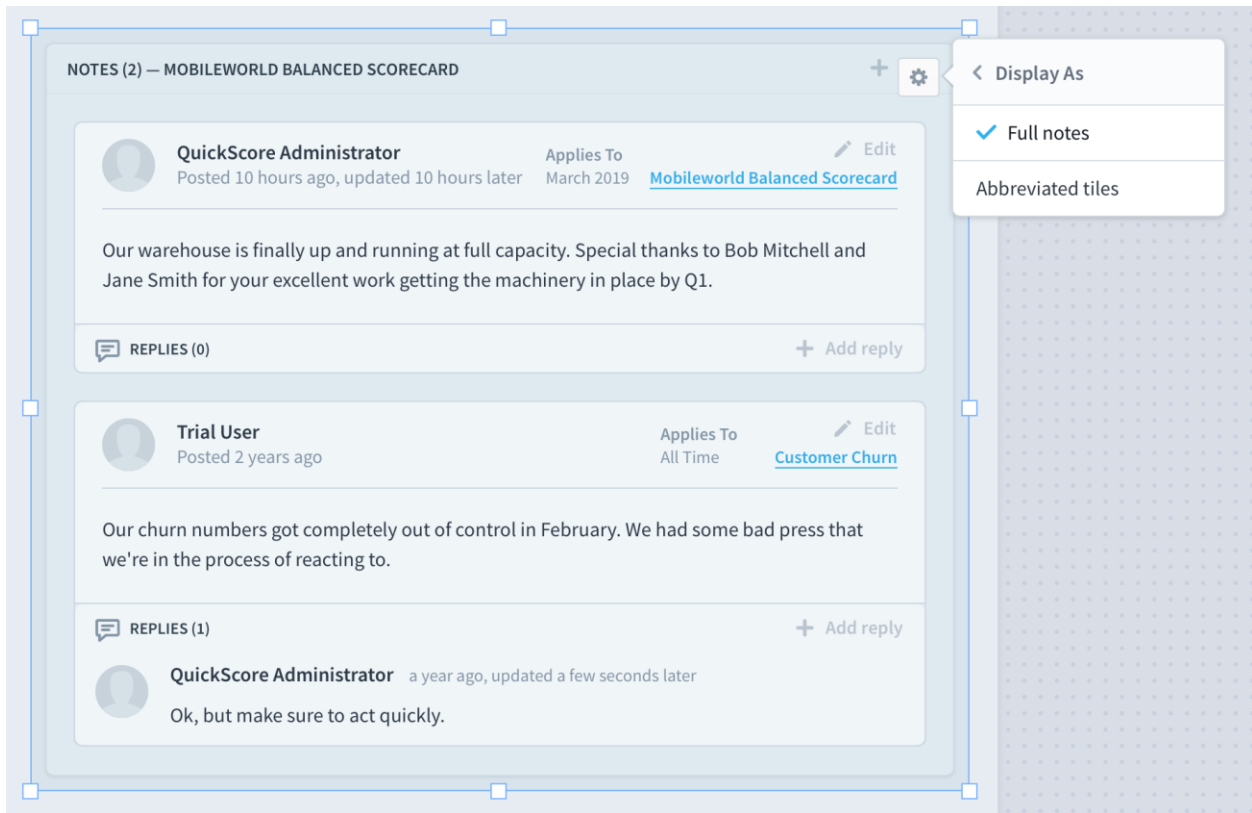 NOTES (2) — MOBILEWORLD BALANCED SCORECARD
Display As
Full notes
Abbreviated tiles
QuickScore Administrator
Posted 10 hours ago, updated 10 hours later
Applies To
March 2019
Edit
Mobileworld Balanced Scorecard
Our warehouse is finally up and running at full capacity. Special thanks to Bob Mitchell and
Jane Smith for your excellent work getting the machinery in place by Q1.
REPLIES (0)
Add reply
Trial User
Posted 2 years ago
Applies To
All Time
Edit
Customer Churn
Our churn numbers got completely out of control in February. We had some bad press that
we're in the process of reacting to.
REPLIES (1)
Add reply
QuickScore Administrator a year ago, updated a few seconds later
Ok, but make sure to act quickly.